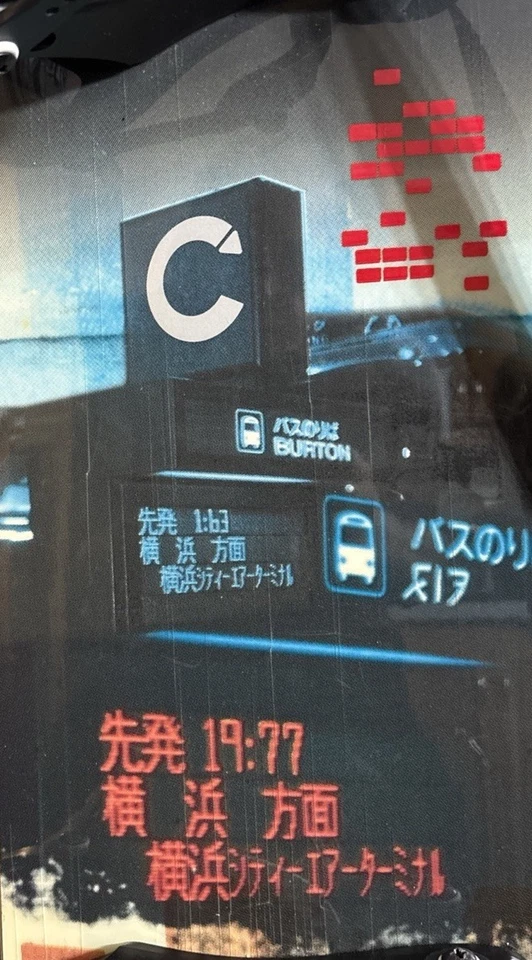 C
バスのりば
BURTON
先発 1:63
横 浜 方面
横浜シティーエアーターミナル
バスのり
先発 19:77
横 浜 方面
横浜シティーエアーターミナル